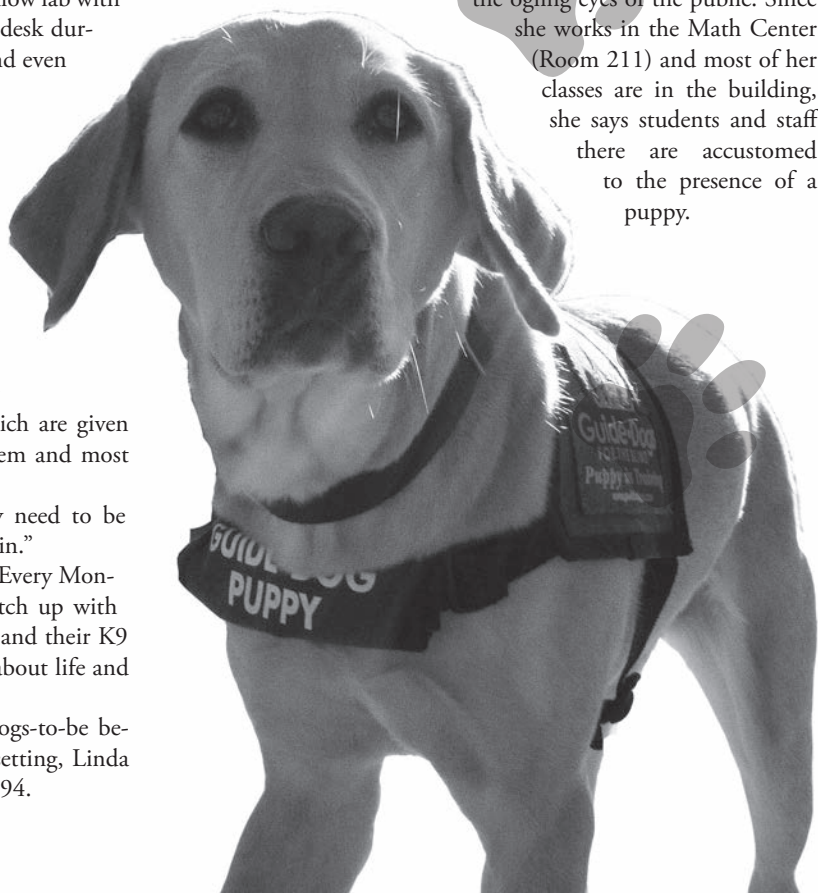 low lab with
desk dur-
nd even
ich are given
em and most
need to be
in.”
Every Mon-
tch up with
and their K9
about life and
ogs-to-be be-
etting, Linda
94.
the ogling eyes of the public. Since
she works in the Math Center
(Room 211) and most of her
classes are in the building,
she says students and staff
there are accustomed
to the presence of a
puppy.
Guide Dogs
FOR THE BLIND
Puppy in Training
GUIDE DOG
PUPPY